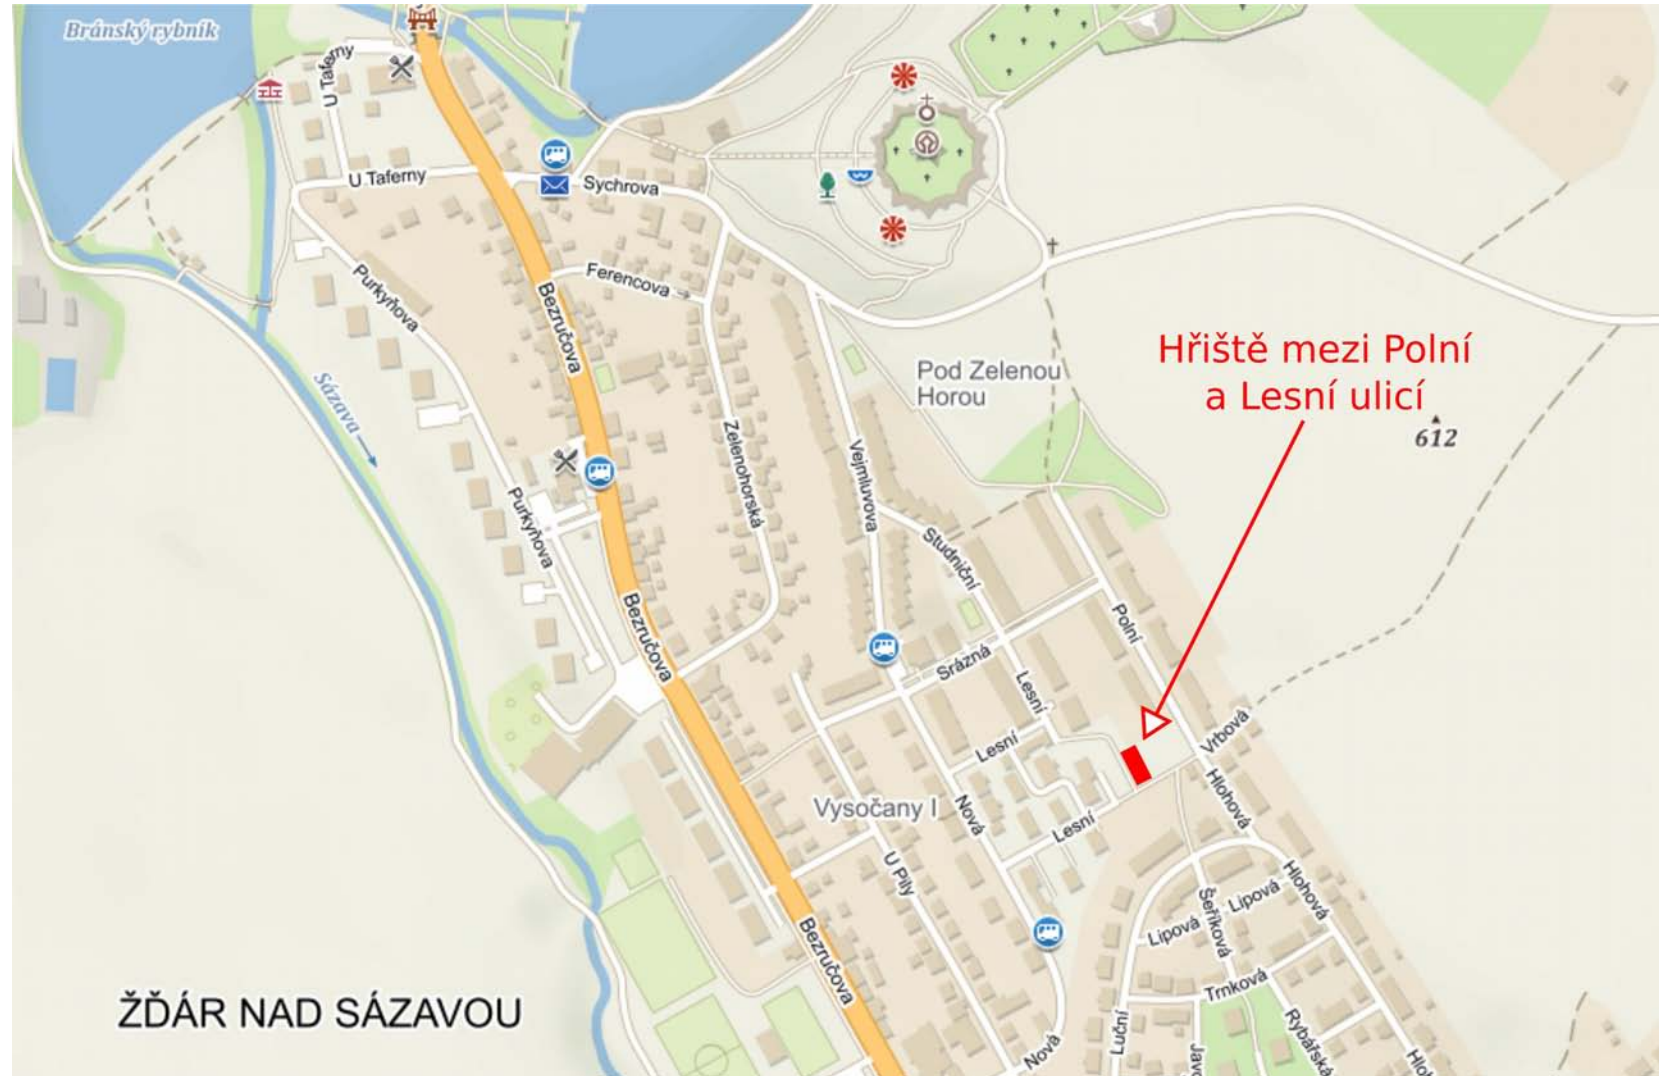 Bránský rybník
U Taferny
U Taferny
Sychrova
Ferencova →
Purkyňova
Bezručova
Sázava
Hřiště mezi Polní
a Lesní ulicí
Pod Zelenou
Horou
612
Zelenohorská
Vejmluvova
Purkyňova
Studniční
Bezručova
Polní
Srázná
Lesní
Lesní
Vrbová
Hlohová
Vysočany I
Nová
Lesní
U Pily
Hlohová
Šeříková
Lipová
Lipová
Bezručova
Trnková
ŽĎÁR NAD SÁZAVOU
Rybářská
Luční
Nová
Javo
Hlo